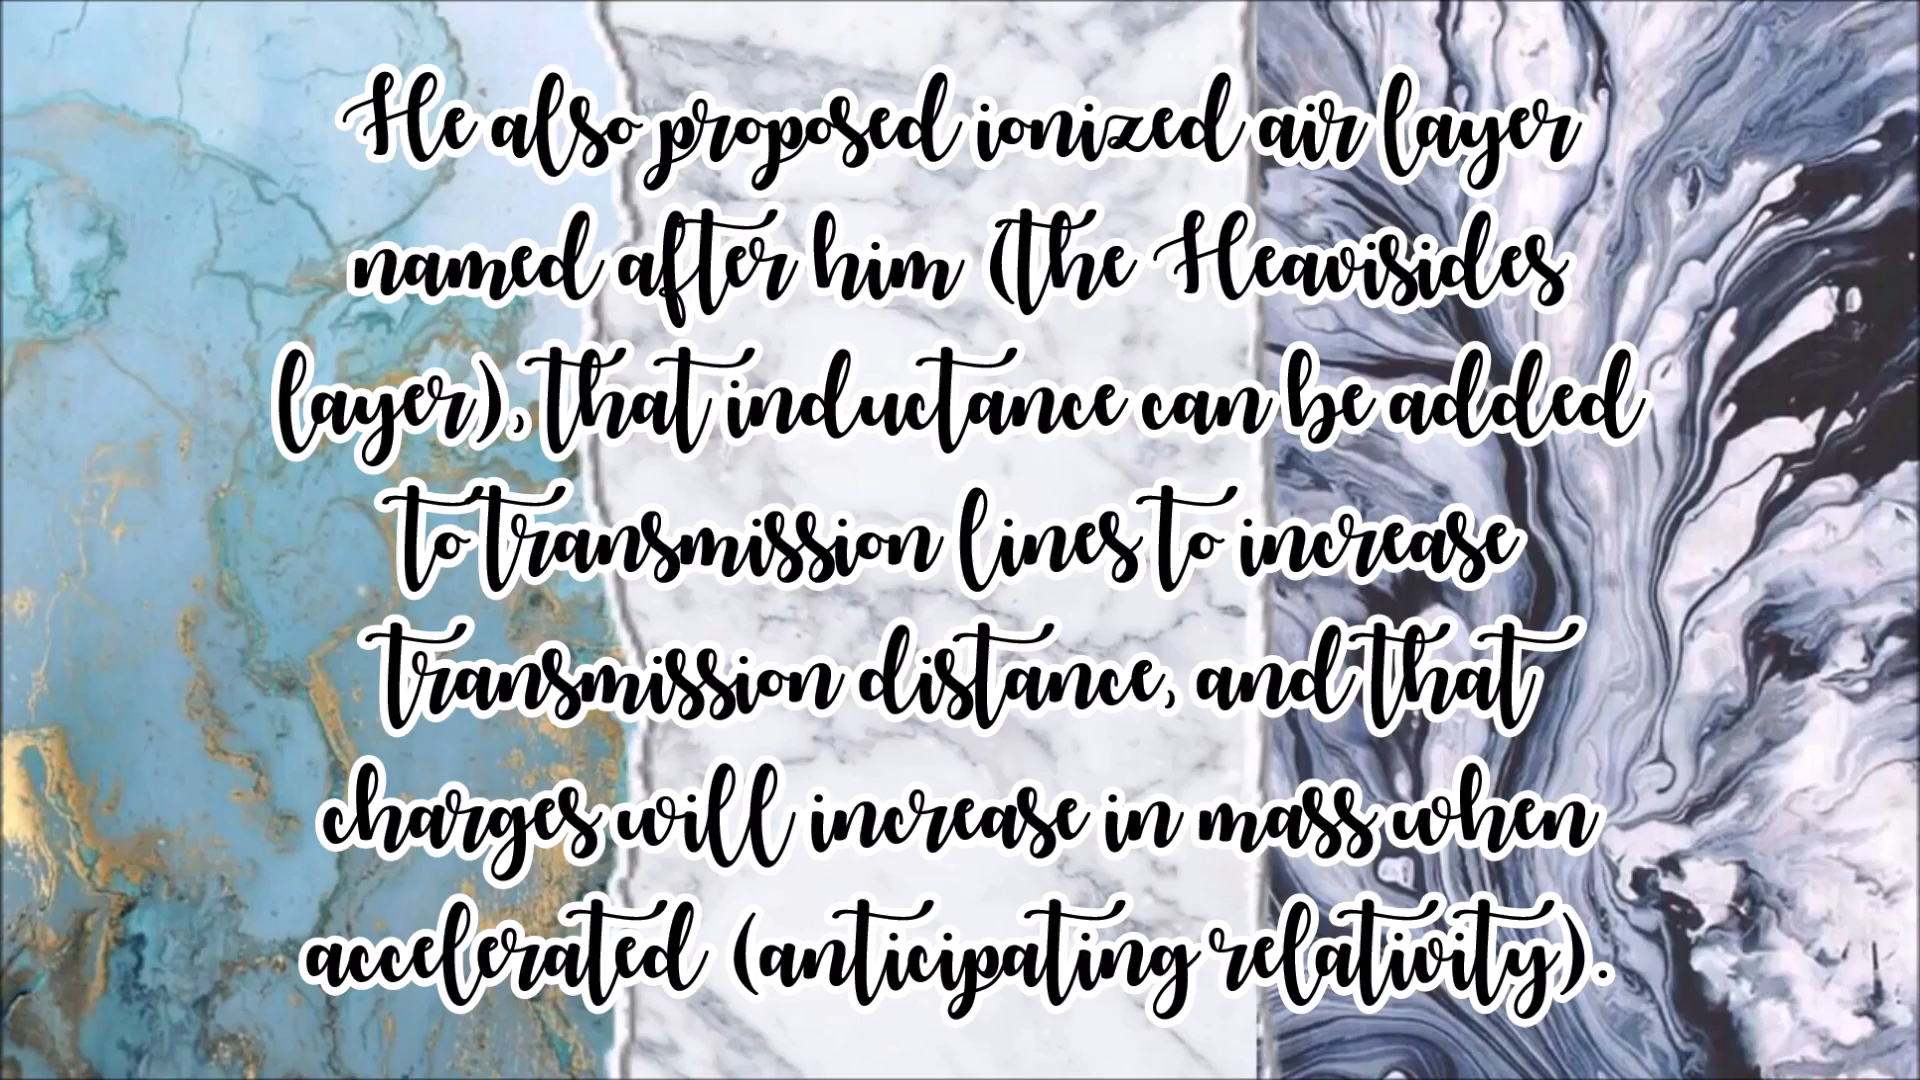 He also proposed ionized air layer
named after him (the Heavisides
layer), that inductance can be added
to transmission lines to increase
transmission distance, and that
charges will increase in mass when
accelerated (anticipating relativity).